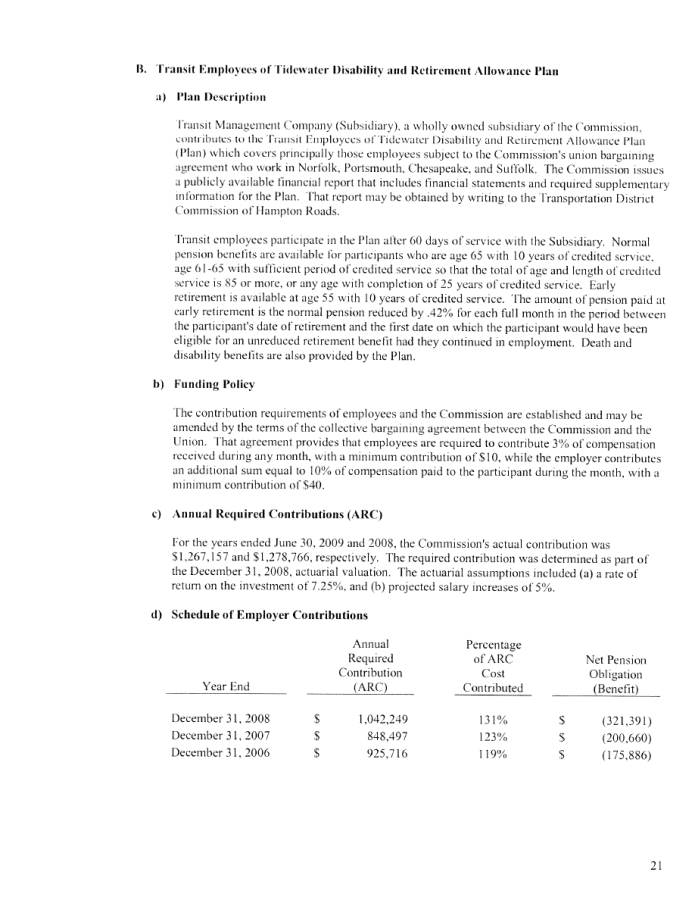 B. Transit Employees of Tidewater Disability and Retirement Allowance Plan
a) Plan Description
Transit Management Company (Subsidiary), a wholly owned subsidiary of the Commission,
contributes to the Transit Employees of Tidewater Disability and Retirement Allowance Plan
(Plan) which covers principally those employees subject to the Commission's union bargaining
agreement who work in Norfolk, Portsmouth, Chesapeake, and Suffolk. The Commission issues
a publicly available financial report that includes financial statements and required supplementary
information for the Plan. That report may be obtained by writing to the Transportation District
Commission of Hampton Roads.
Transit employees participate in the Plan after 60 days of service with the Subsidiary. Normal
pension benefits are available for participants who are age 65 with 10 years of credited service,
age 61-65 with sufficient period of credited service so that the total of age and length of credited
service is 85 or more, or any age with completion of 25 years of credited service. Early
retirement is available at age 55 with 10 years of credited service. The amount of pension paid at
early retirement is the normal pension reduced by .42% for each full month in the period between
the participant's date of retirement and the first date on which the participant would have been
eligible for an unreduced retirement benefit had they continued in employment. Death and
disability benefits are also provided by the Plan.
b) Funding Policy
The contribution requirements of employees and the Commission are established and may be
amended by the terms of the collective bargaining agreement between the Commission and the
Union. That agreement provides that employees are required to contribute 3% of compensation
received during any month, with a minimum contribution of $10, while the employer contributes
an additional sum equal to 10% of compensation paid to the participant during the month, with a
minimum contribution of $40.
c) Annual Required Contributions (ARC)
For the years ended June 30, 2009 and 2008, the Commission's actual contribution was
$1,267,157 and $1,278,766, respectively. The required contribution was determined as part of
the December 31, 2008, actuarial valuation. The actuarial assumptions included (a) a rate of
return on the investment of 7.25%, and (b) projected salary increases of 5%.
d) Schedule of Employer Contributions
Annual Percentage
Required of ARC Net Pension
Contribution Cost Obligation
Year End (ARC) Contributed (Benefit)
December 31, 2008 $ 1,042,249 131% $ (321,391)
December 31, 2007 $ 848,497 123% $ (200,660)
December 31, 2006 $ 925,716 119% $ (175,886)
21